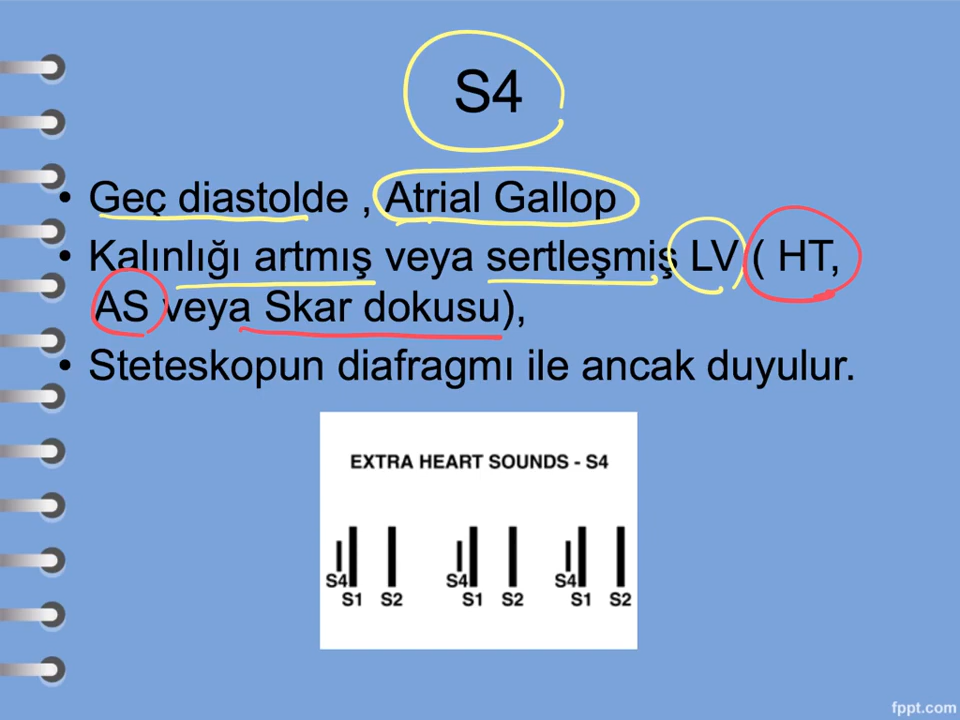 S4
• Geç diastolde , Atrial Gallop
• Kalınlığı artmış veya sertleşmiş LV ( HT,
AS veya Skar dokusu),
• Steteskopun diafragmı ile ancak duyulur.
EXTRA HEART SOUNDS - S4
S4 S4 S4
S1 S2 S1 S2 S1 S2
fppt.com